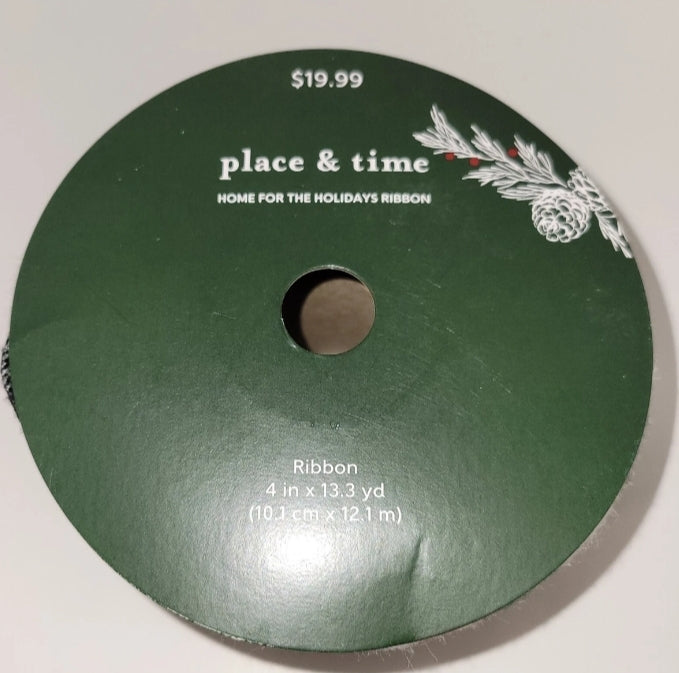 $19.99
place & time
HOME FOR THE HOLIDAYS RIBBON
Ribbon
4 in x 13.3 yd
(10.1 cm x 12.1 m)